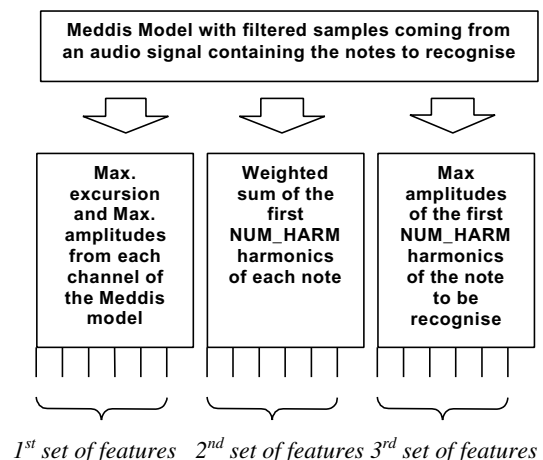 Meddis Model with filtered samples coming from
an audio signal containing the notes to recognise
Max.
excursion
and Max.
amplitudes
from each
channel of
the Meddis
model
Weighted
sum of the
first
NUM_HARM
harmonics
of each note
Max
amplitudes
of the first
NUM_HARM
harmonics
of the note
to be
recognise
1st set of features 2nd set of features 3rd set of features